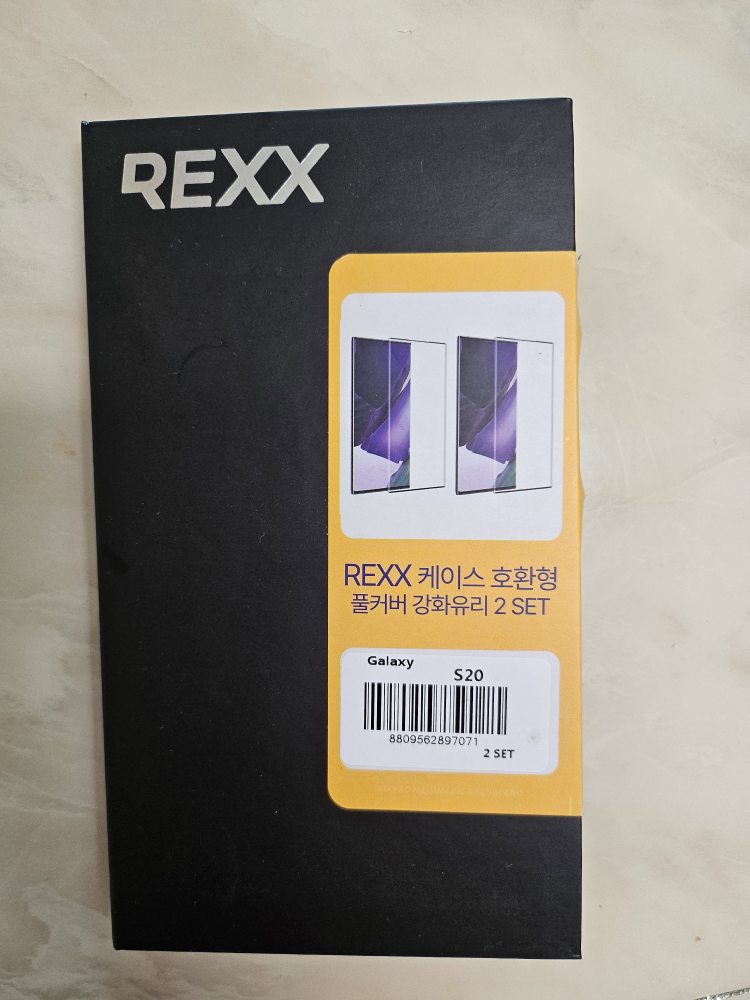 REXX
REXX 케이스 호환형
풀커버 강화유리 2 SET
Galaxy
S20
8809562897071
2 SET